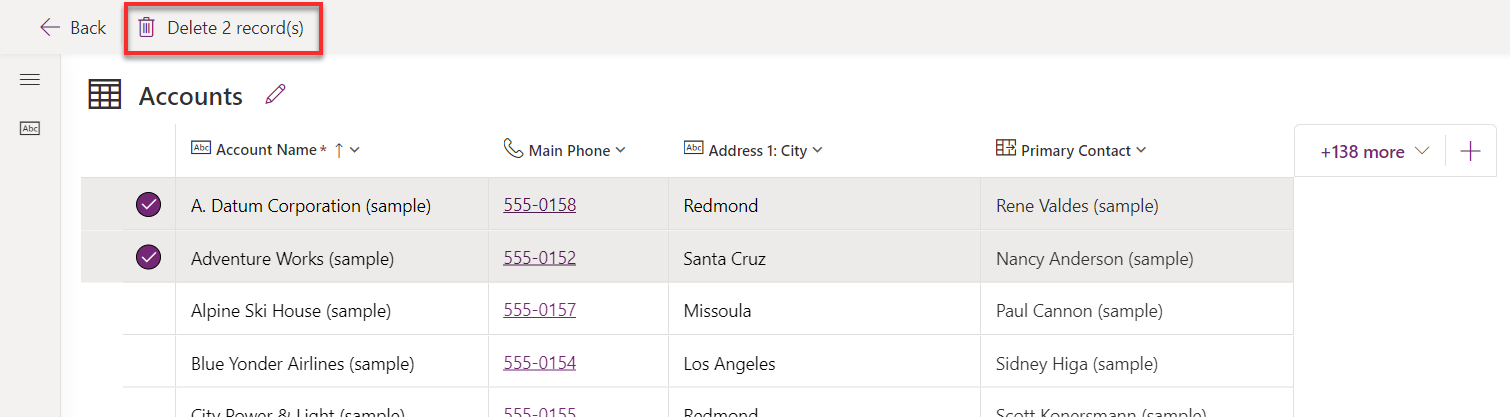 Back Delete 2 record(s)
Abc
Accounts
Abc Account Name * Main Phone Abc Address 1: City Primary Contact +138 more
A. Datum Corporation (sample) 555-0158 Redmond Rene Valdes (sample)
Adventure Works (sample) 555-0152 Santa Cruz Nancy Anderson (sample)
Alpine Ski House (sample) 555-0157 Missoula Paul Cannon (sample)
Blue Yonder Airlines (sample) 555-0154 Los Angeles Sidney Higa (sample)
City Power & Light (sample) 555-0155 Redmond Scott Konersmann (sample)